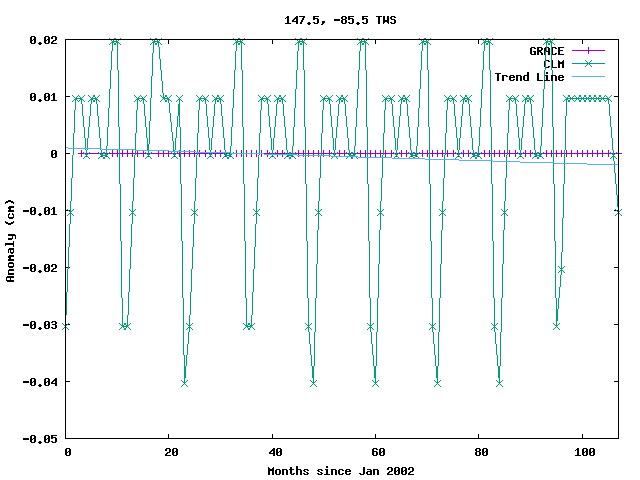 147.5, -85.5 TWS
GRACE
CLM
Trend Line
0.02
0.01
0
-0.01
-0.02
-0.03
-0.04
-0.05
Anomaly (cm)
0 20 40 60 80 100
Months since Jan 2002